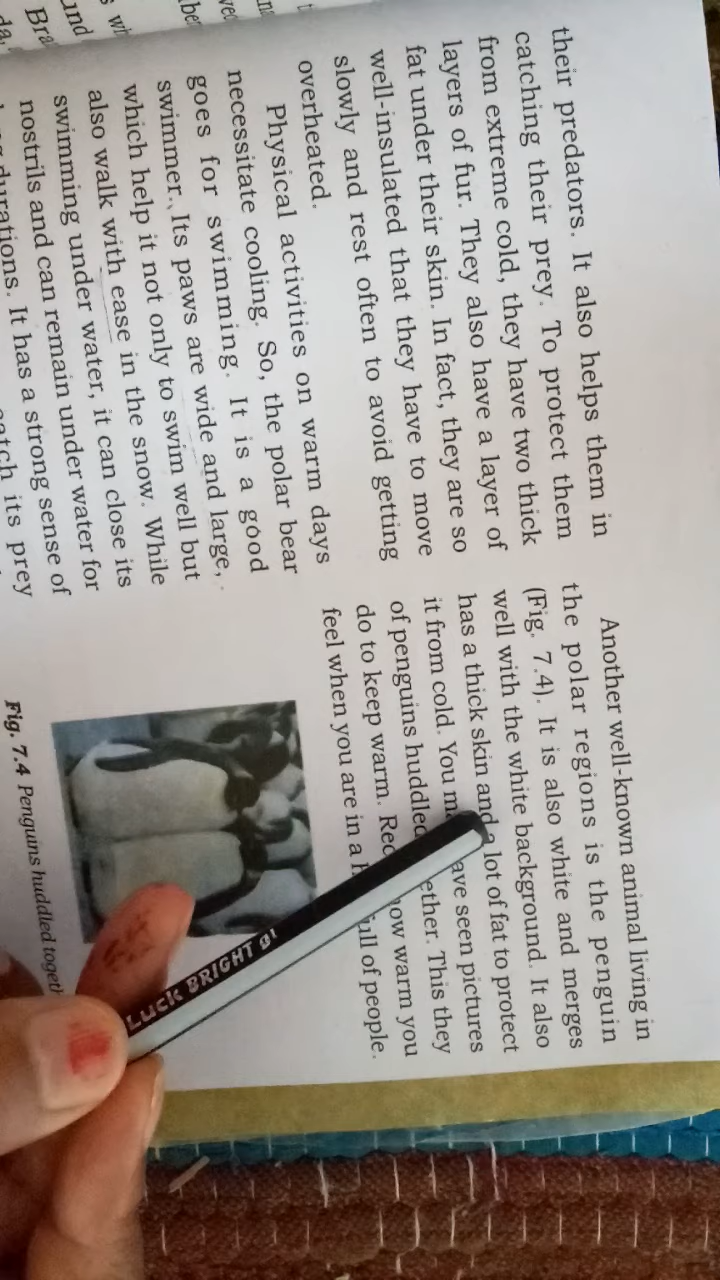 their predators. It also helps them in
catching their prey. To protect them
from extreme cold, they have two thick
layers of fur. They also have a layer of
fat under their skin. In fact, they are so
well-insulated that they have to move
slowly and rest often to avoid getting
overheated.
Physical activities on warm days
necessitate cooling. So, the polar bear
goes for swimming. It is a good
swimmer. Its paws are wide and large,
which help it not only to swim well but
also walk with ease in the snow. While
swimming under water, it can close its
nostrils and can remain under water for
durations. It has a strong sense of
catch its prey
Another well-known animal living in
the polar regions is the penguin
(Fig. 7.4). It is also white and merges
well with the white background. It also
has a thick skin and a lot of fat to protect
it from cold. You have seen pictures
of penguins huddled together. This they
do to keep warm. how warm you
feel when you are in a full of people.
Fig. 7.4 Penguins huddled
Luck BRIGHT